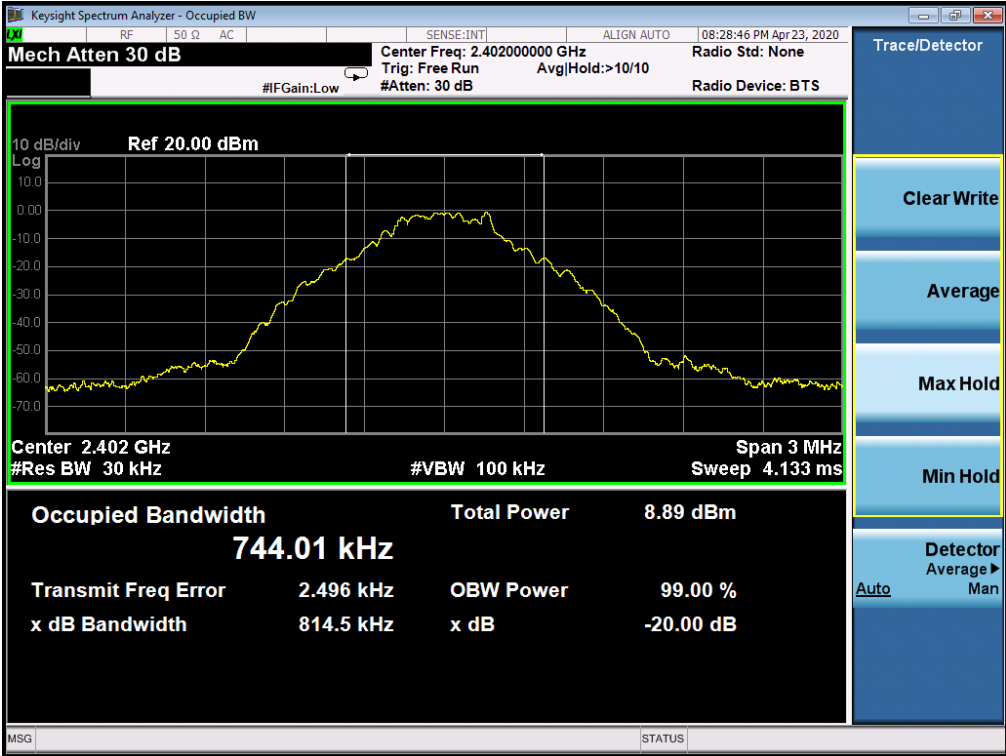 Keysight Spectrum Analyzer - Occupied BW
LXI RF 50 Ω AC SENSE:INT ALIGN AUTO 08:28:46 PM Apr 23, 2020
Mech Atten 30 dB
Center Freq: 2.402000000 GHz Radio Std: None
Trig: Free Run Avg|Hold:>10/10
#IFGain:Low #Atten: 30 dB Radio Device: BTS
Trace/Detector
10 dB/div Ref 20.00 dBm
Log
10.0
0.00
-10.0
-20.0
-30.0
-40.0
-50.0
-60.0
-70.0
Center 2.402 GHz Span 3 MHz
#Res BW 30 kHz #VBW 100 kHz Sweep 4.133 ms
Occupied Bandwidth Total Power 8.89 dBm
744.01 kHz
Transmit Freq Error 2.496 kHz OBW Power 99.00 %
x dB Bandwidth 814.5 kHz x dB -20.00 dB
Clear Write
Average
Max Hold
Min Hold
Detector
Average▶
Auto Man
MSG STATUS